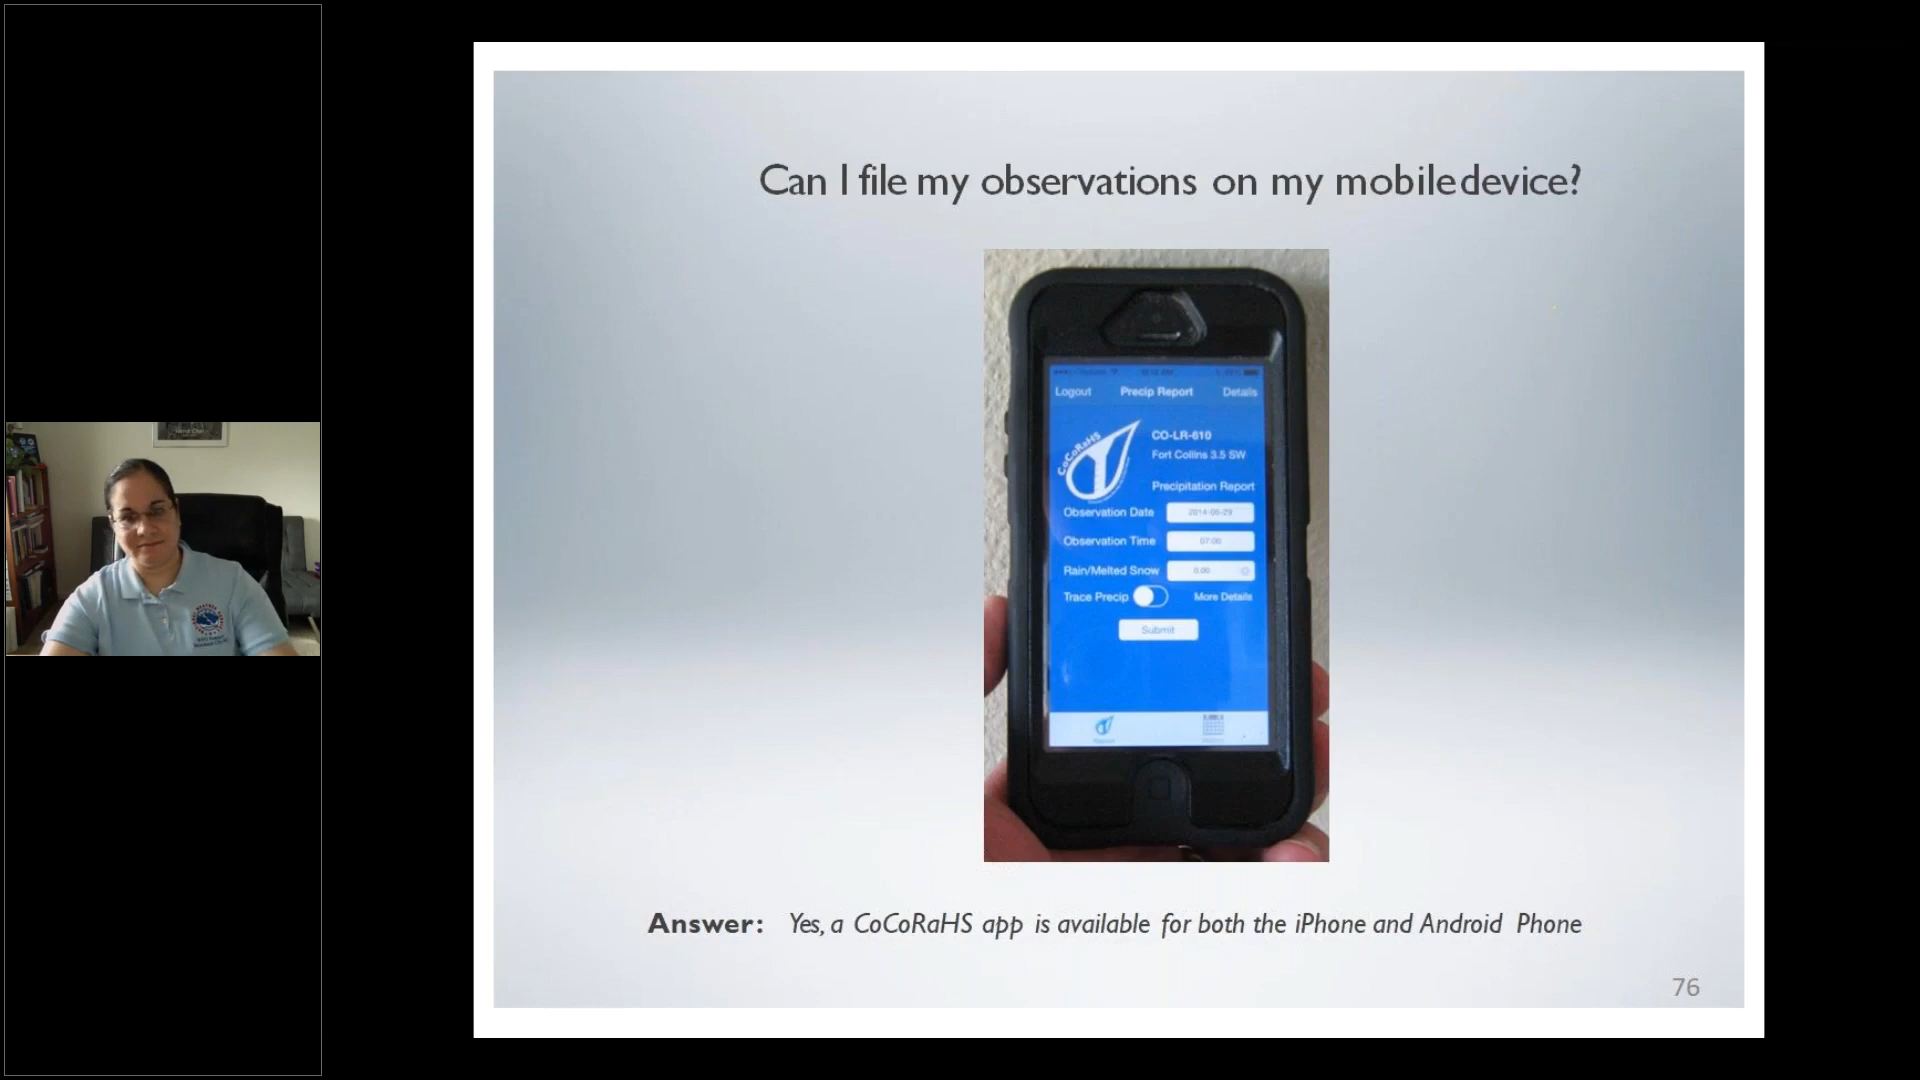 Can I file my observations on my mobile device?
Logout Precip Report Details
CoCoRaHS
CO-LR-610
Fort Collins 3.5 SW
Precipitation Report
Observation Date 2014-05-29
Observation Time 07:00
Rain/Melted Snow 0.00
Trace Precip More Details
Submit
Answer: Yes, a CoCoRaHS app is available for both the iPhone and Android Phone
76